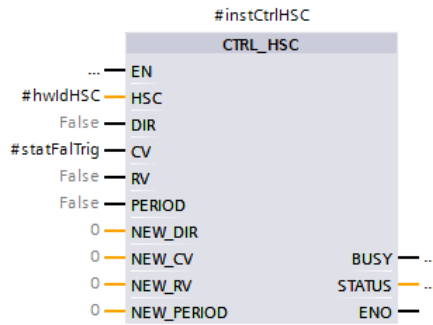 #instCtrlHSC
CTRL_HSC
... EN
#hwIdHSC HSC
False DIR
#statFalTrig CV
False RV
False PERIOD
0 NEW_DIR
0 NEW_CV BUSY ...
0 NEW_RV STATUS ...
0 NEW_PERIOD ENO